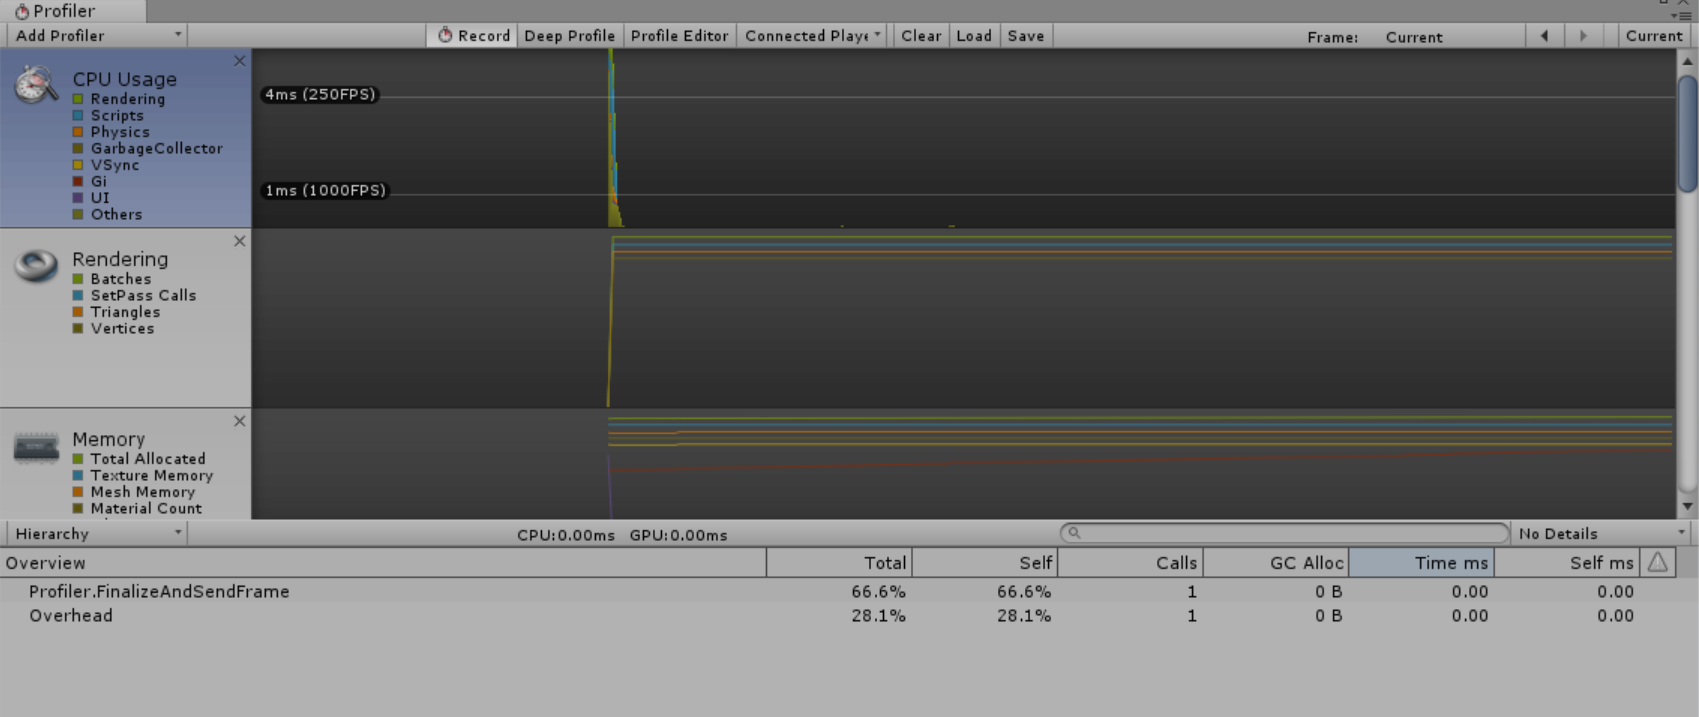 Profiler
Add Profiler Record Deep Profile Profile Editor Connected Playe Clear Load Save Frame: Current Current
CPU Usage
Rendering
Scripts
Physics
GarbageCollector
VSync
Gi
UI
Others
4ms (250FPS)
1ms (1000FPS)
Rendering
Batches
SetPass Calls
Triangles
Vertices
Memory
Total Allocated
Texture Memory
Mesh Memory
Material Count
Hierarchy CPU:0.00ms GPU:0.00ms No Details
Overview Total Self Calls GC Alloc Time ms Self ms
Profiler.FinalizeAndSendFrame 66.6% 66.6% 1 0 B 0.00 0.00
Overhead 28.1% 28.1% 1 0 B 0.00 0.00